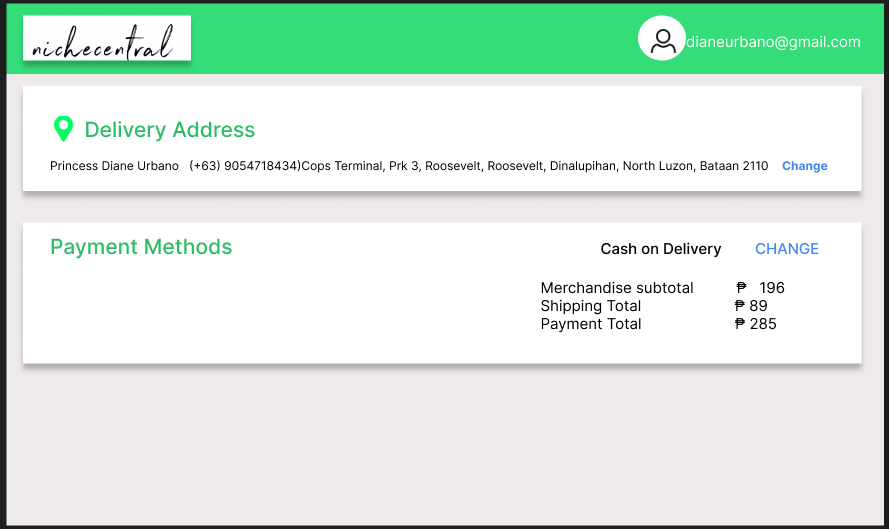 nichecentral
dianeurbano@gmail.com
Delivery Address
Princess Diane Urbano (+63) 9054718434)Cops Terminal, Prk 3, Roosevelt, Roosevelt, Dinalupihan, North Luzon, Bataan 2110 Change
Payment Methods Cash on Delivery CHANGE
Merchandise subtotal ₱ 196
Shipping Total ₱ 89
Payment Total ₱ 285